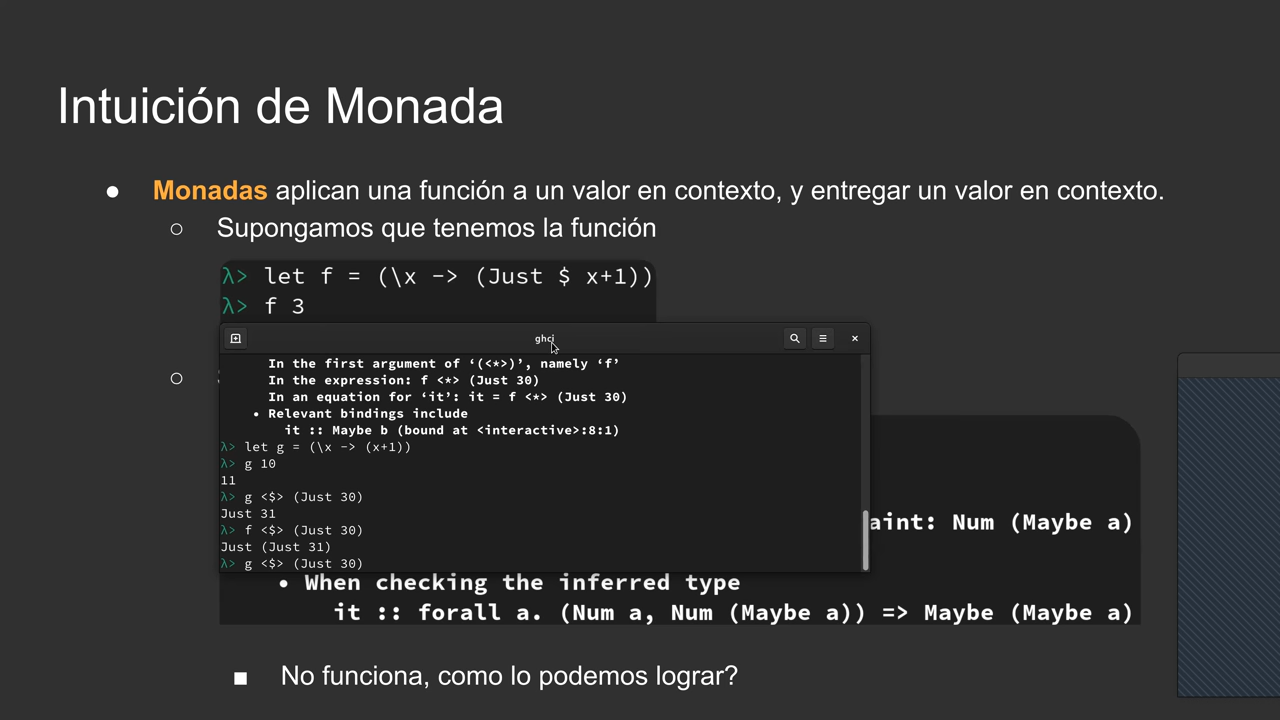 Intuición de Monada
● Monadas aplican una función a un valor en contexto, y entregar un valor en contexto.
○ Supongamos que tenemos la función
λ> let f = (\x -> (Just $ x+1))
λ> f 3
ghci
In the first argument of ‘(<*>)’, namely ‘f’
In the expression: f <*> (Just 30)
In an equation for ‘it’: it = f <*> (Just 30)
• Relevant bindings include
it :: Maybe b (bound at <interactive>:8:1)
λ> let g = (\x -> (x+1))
λ> g 10
11
λ> g <$> (Just 30)
Just 31
λ> f <$> (Just 30)
Just (Just 31)
λ> g <$> (Just 30)
aint: Num (Maybe a)
• When checking the inferred type
it :: forall a. (Num a, Num (Maybe a)) => Maybe (Maybe a)
■ No funciona, como lo podemos lograr?